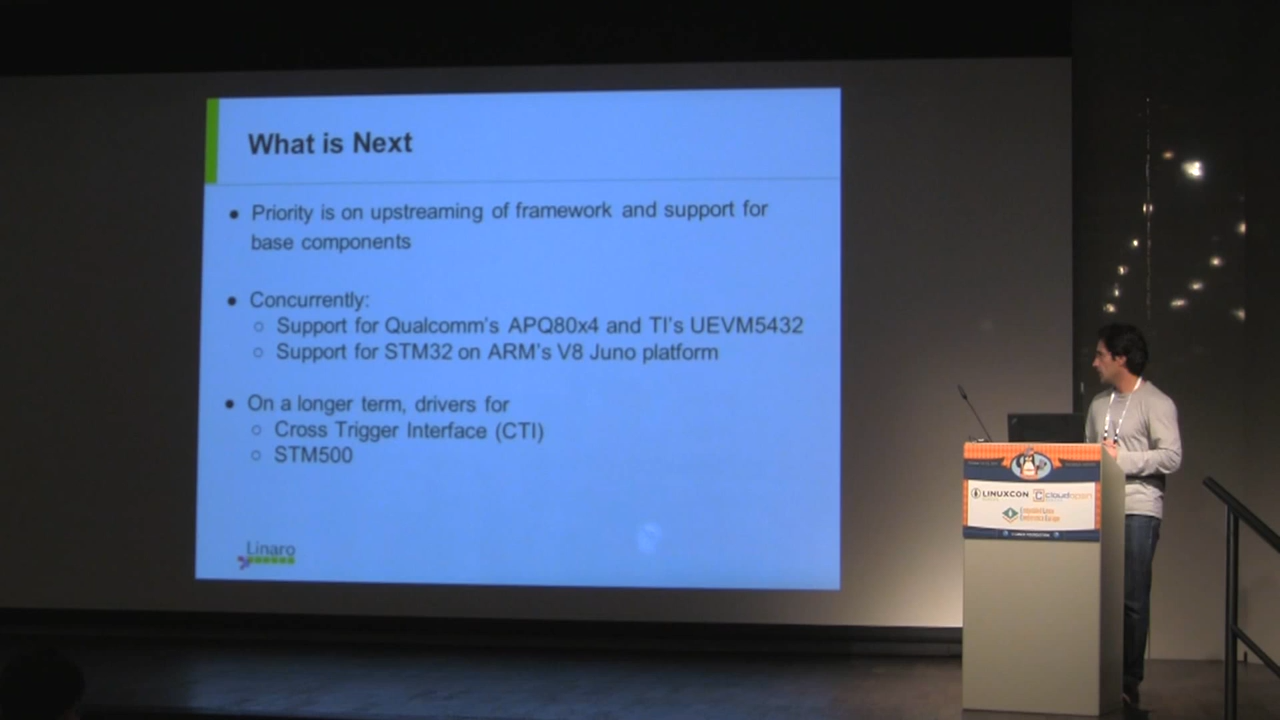 What is Next
● Priority is on upstreaming of framework and support for
base components
● Concurrently:
○ Support for Qualcomm's APQ80x4 and TI's UEVM5432
○ Support for STM32 on ARM's V8 Juno platform
● On a longer term, drivers for
○ Cross Trigger Interface (CTI)
○ STM500
Linaro
LINUXCON
cloudopen